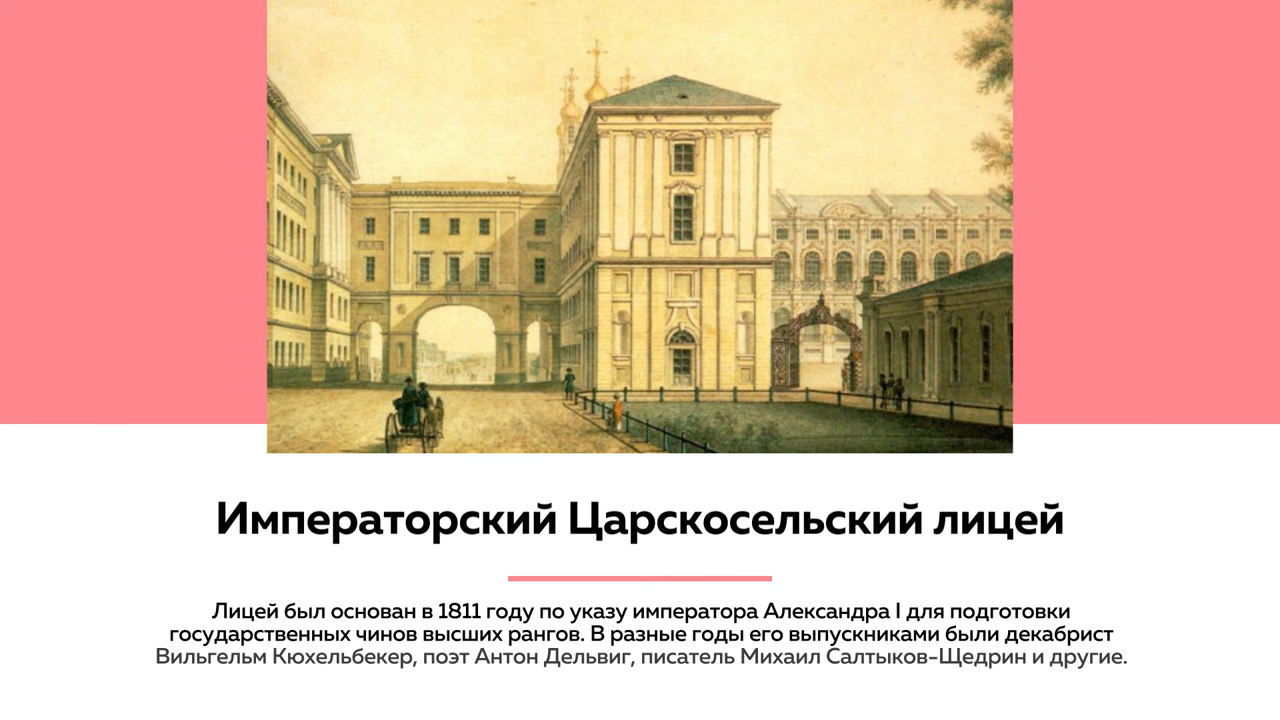 Императорский Царскосельский лицей
Лицей был основан в 1811 году по указу императора Александра I для подготовки
государственных чинов высших рангов. В разные годы его выпускниками были декабрист
Вильгельм Кюхельбекер, поэт Антон Дельвиг, писатель Михаил Салтыков-Щедрин и другие.